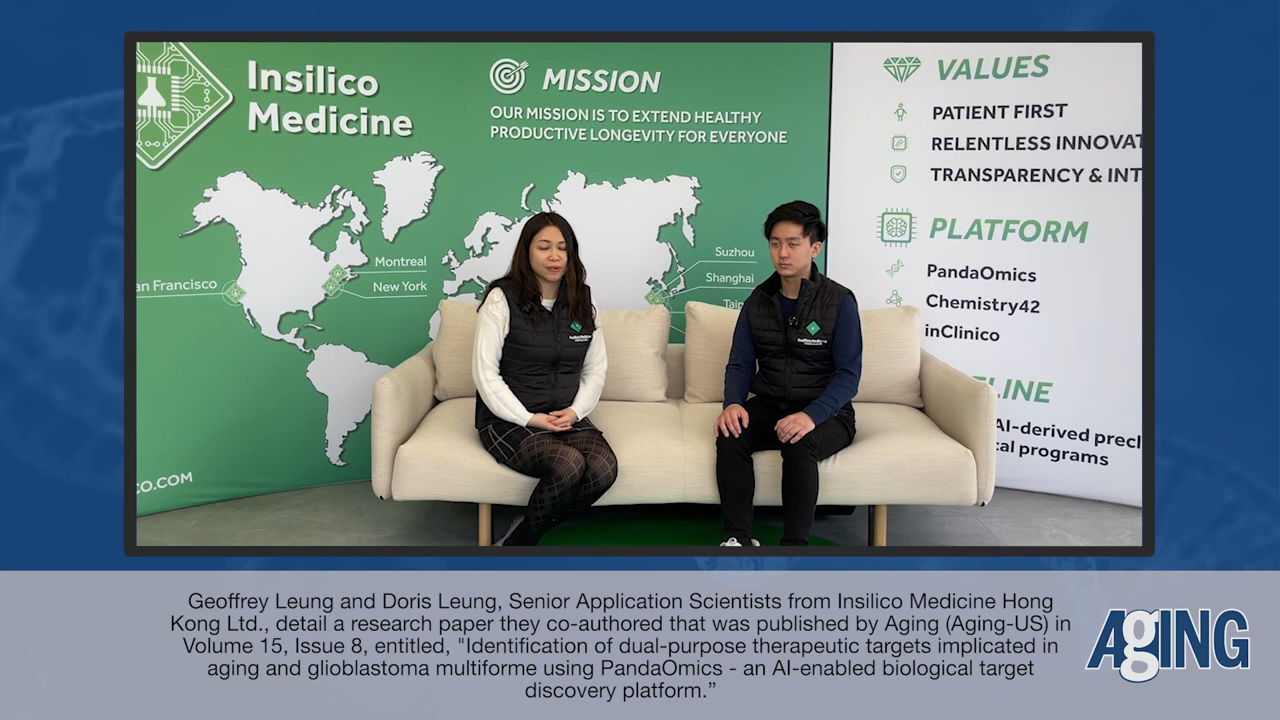 Insilico
Medicine
MISSION
OUR MISSION IS TO EXTEND HEALTHY
PRODUCTIVE LONGEVITY FOR EVERYONE
an Francisco
Montreal
New York
Suzhou
Shanghai
Taip
CO.COM
Insilico Medicine
VALUES
PATIENT FIRST
RELENTLESS INNOVAT
TRANSPARENCY & INT
PLATFORM
PandaOmics
Chemistry42
inClinico
LINE
AI-derived precl
cal programs
Geoffrey Leung and Doris Leung, Senior Application Scientists from Insilico Medicine Hong
Kong Ltd., detail a research paper they co-authored that was published by Aging (Aging-US) in
Volume 15, Issue 8, entitled, "Identification of dual-purpose therapeutic targets implicated in
aging and glioblastoma multiforme using PandaOmics - an AI-enabled biological target
discovery platform.”
AgING